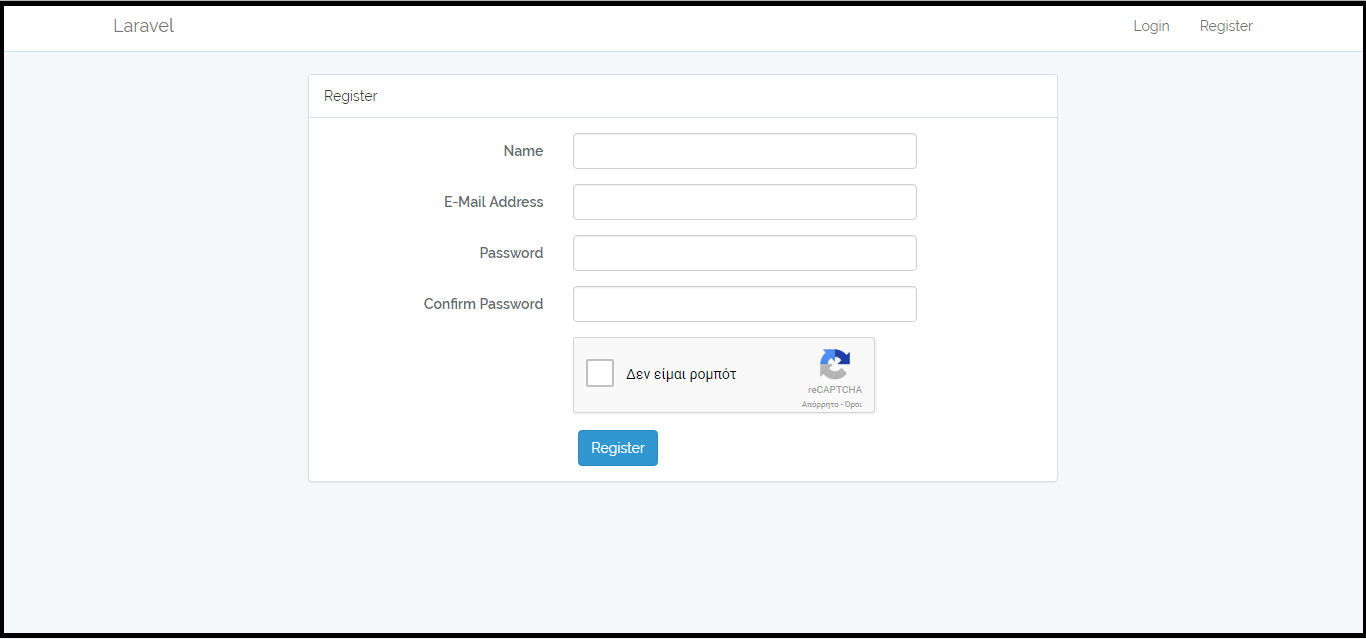 Laravel
Login Register
Register
Name
E-Mail Address
Password
Confirm Password
Δεν είμαι ρομπότ
reCAPTCHA
Απόρρητο - Όροι
Register